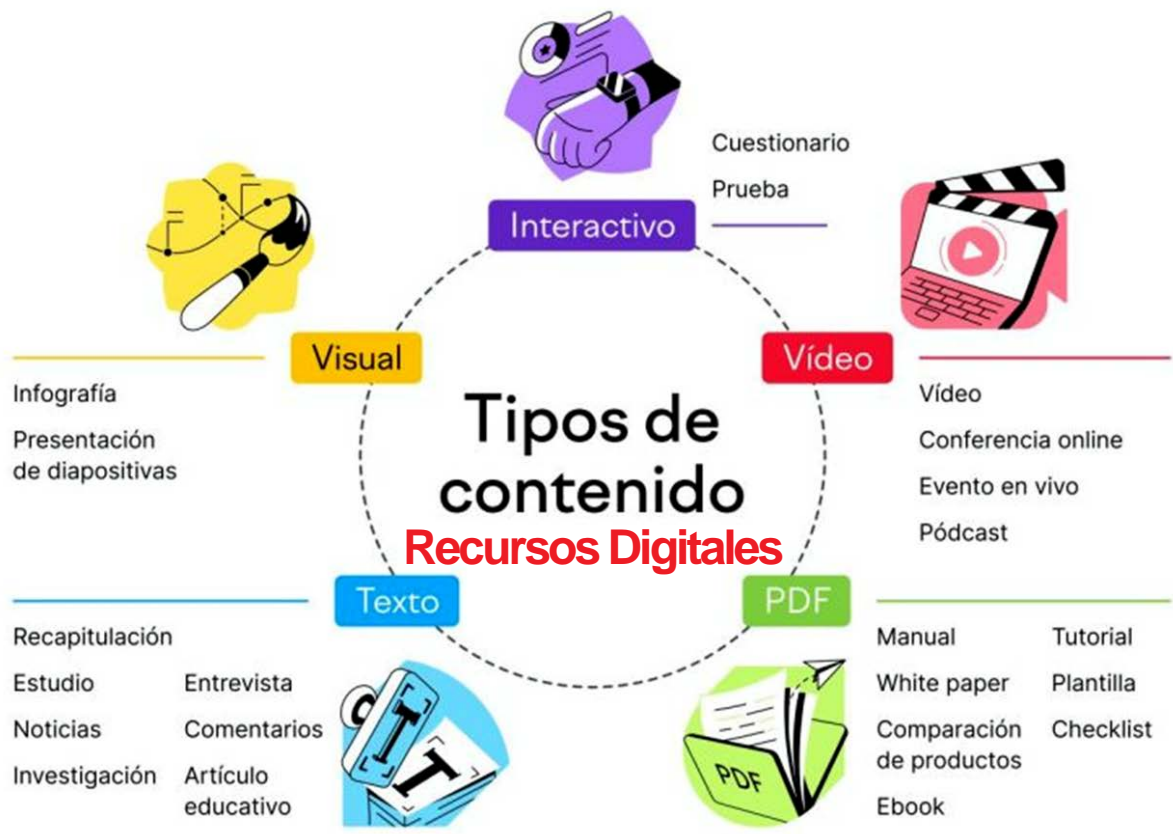 Cuestionario
Prueba
Interactivo
Visual
Infografía
Presentación
de diapositivas
Vídeo
Vídeo
Conferencia online
Evento en vivo
Pódcast
Tipos de
contenido
Recursos Digitales
Texto
Recapitulación
Estudio
Entrevista
Noticias
Comentarios
Investigación
Artículo
educativo
PDF
Manual
Tutorial
White paper
Plantilla
Comparación
de productos
Checklist
Ebook
T
T
PDF